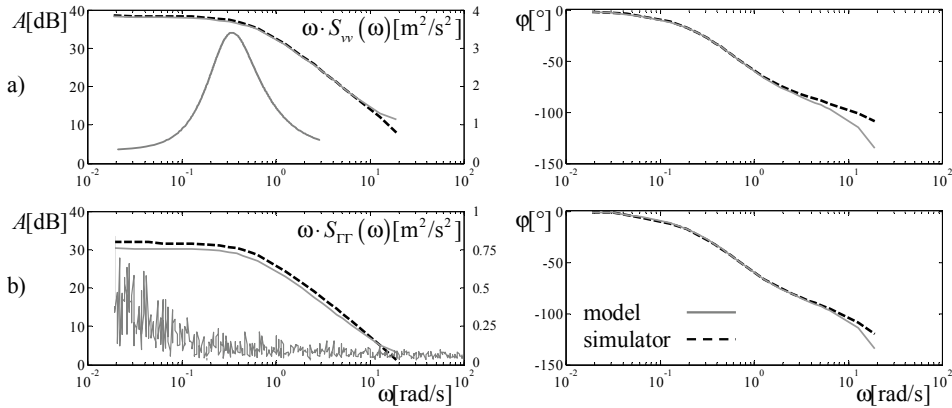 A[dB] ω·S_vv(ω)[m²/s²] φ[°]
40 4 0
30 3 -50
a) 20 2
10 1 -100
0 0 -150
10⁻² 10⁻¹ 10⁰ 10¹ 10² 10⁻² 10⁻¹ 10⁰ 10¹ 10²
A[dB] ω·S_ΓΓ(ω)[m²/s²] φ[°]
40 1 0
30 0.75 -50
b) 20 0.5
model
10 0.25 -100
simulator
0 0 -150
10⁻² 10⁻¹ 10⁰ 10¹ 10² 10⁻² 10⁻¹ 10⁰ 10¹ 10²
ω[rad/s] ω[rad/s]